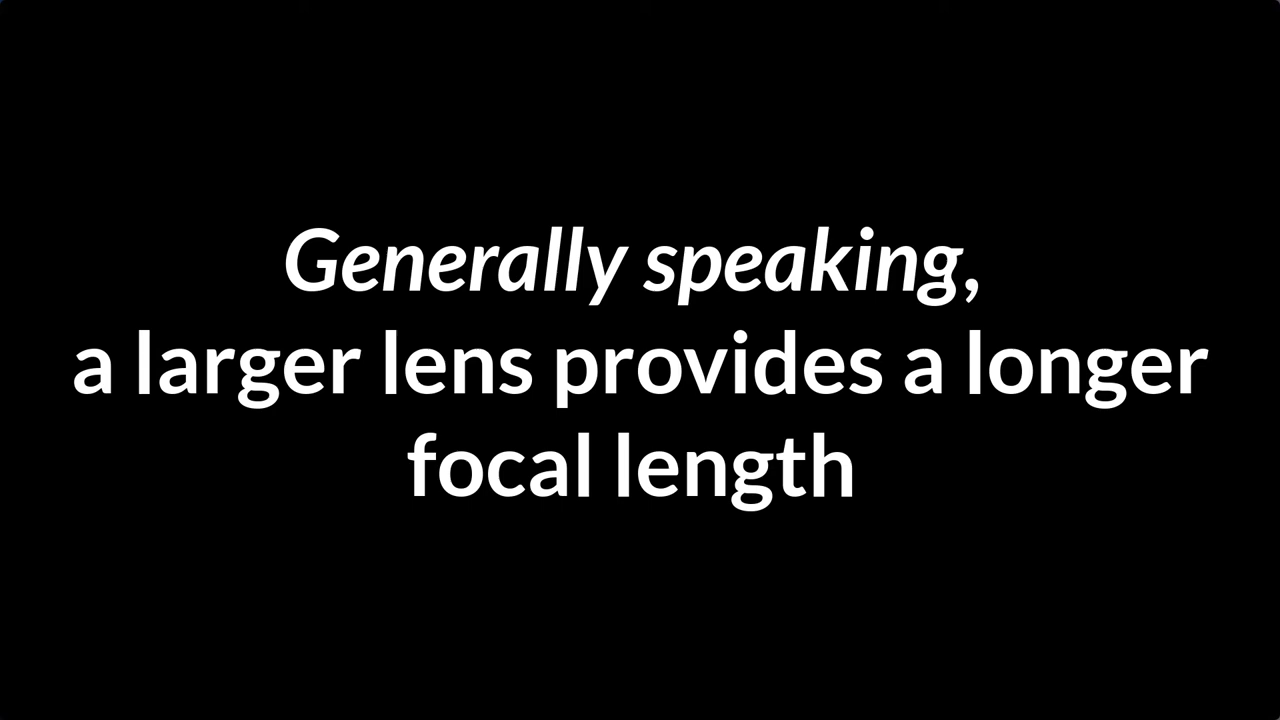 Generally speaking,
a larger lens provides a longer
focal length